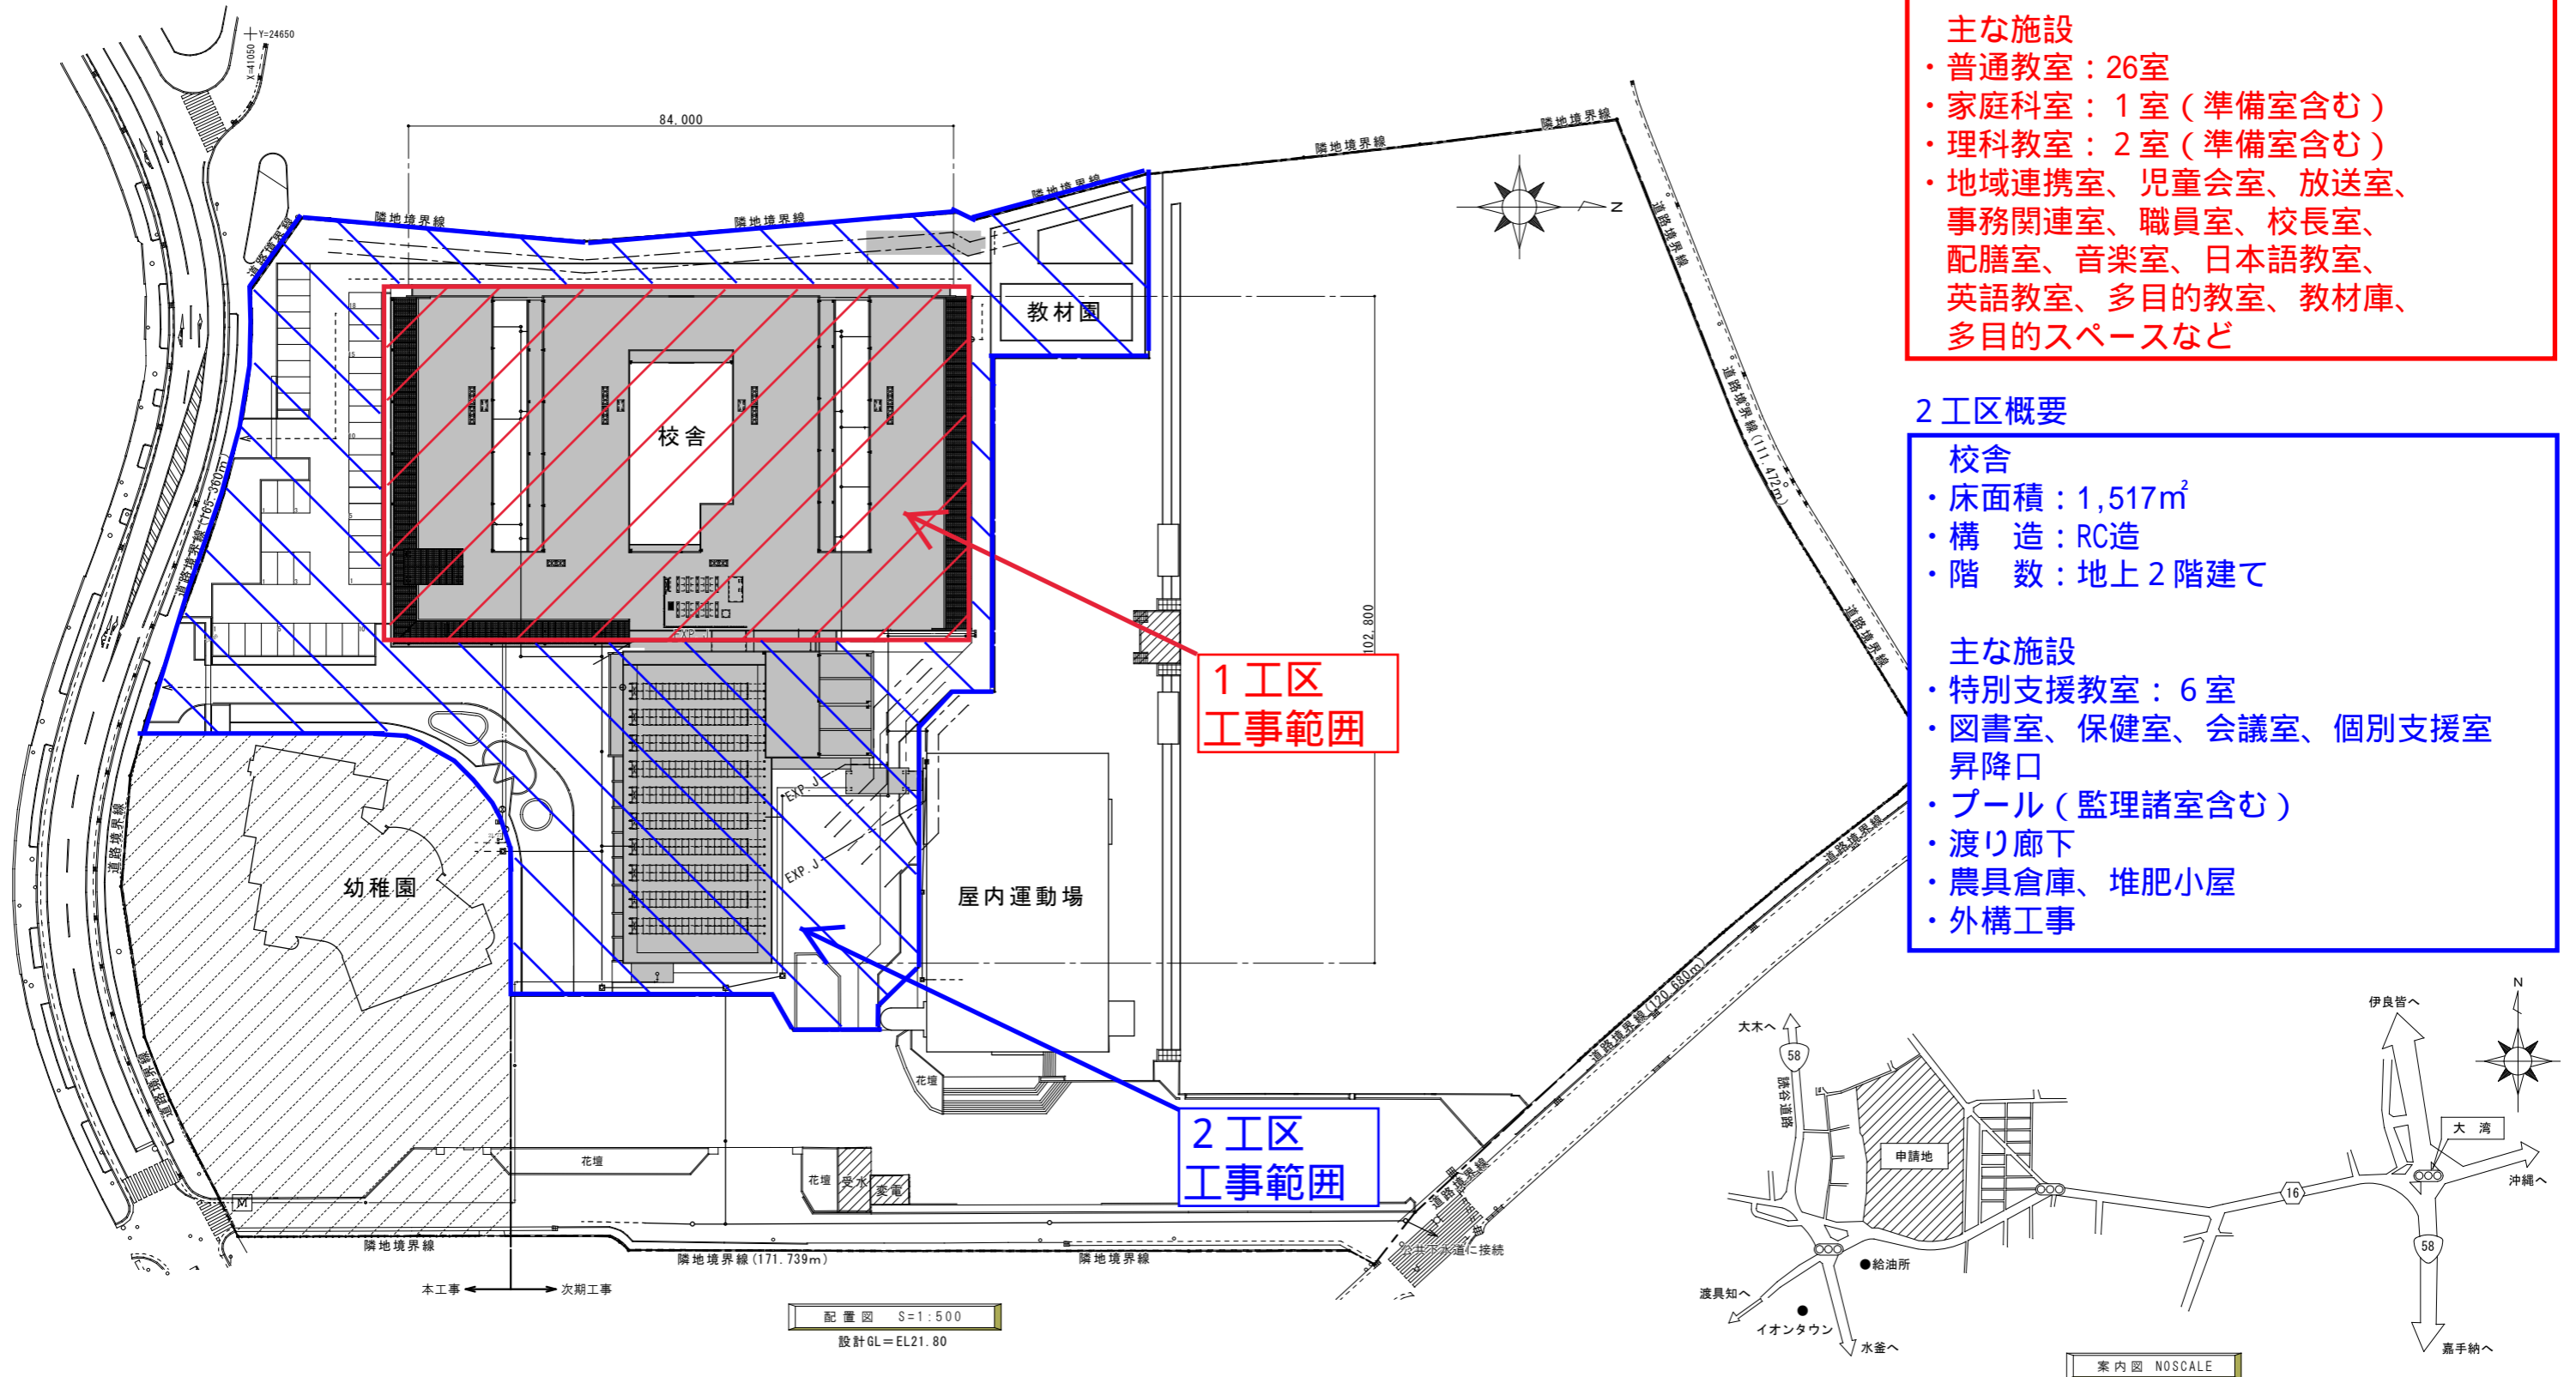 Y=24650
X=41050
84.000
隣地境界線
隣地境界線
隣地境界線
隣地境界線
隣地境界線
道路境界線
道路境界線
道路境界線(111.472m)
道路境界線
N
教材園
校舎
道路境界線(165.360m)
EXP.J
102.800
1工区
工事範囲
EXP.J
EXP.J
幼稚園
屋内運動場
道路境界線
道路境界線
道路境界線
道路境界線(120.680m)
道路境界線
花壇
2工区
工事範囲
花壇
花壇
受水
変電
M
公共下水道に接続
隣地境界線
隣地境界線(171.739m)
隣地境界線
本工事
次期工事
配置図 S=1:500
設計GL=EL21.80
主な施設
・普通教室：26室
・家庭科室：1室（準備室含む）
・理科教室：2室（準備室含む）
・地域連携室、児童会室、放送室、
事務関連室、職員室、校長室、
配膳室、音楽室、日本語教室、
英語教室、多目的教室、教材庫、
多目的スペースなど
2工区概要
校舎
・床面積：1,517㎡
・構　造：RC造
・階　数：地上2階建て
主な施設
・特別支援教室：6室
・図書室、保健室、会議室、個別支援室
昇降口
・プール（監理諸室含む）
・渡り廊下
・農具倉庫、堆肥小屋
・外構工事
大木へ
58
読谷道路
申請地
伊良皆へ
N
大湾
沖縄へ
16
58
●給油所
渡具知へ
イオンタウン
水釜へ
嘉手納へ
案内図 NOSCALE